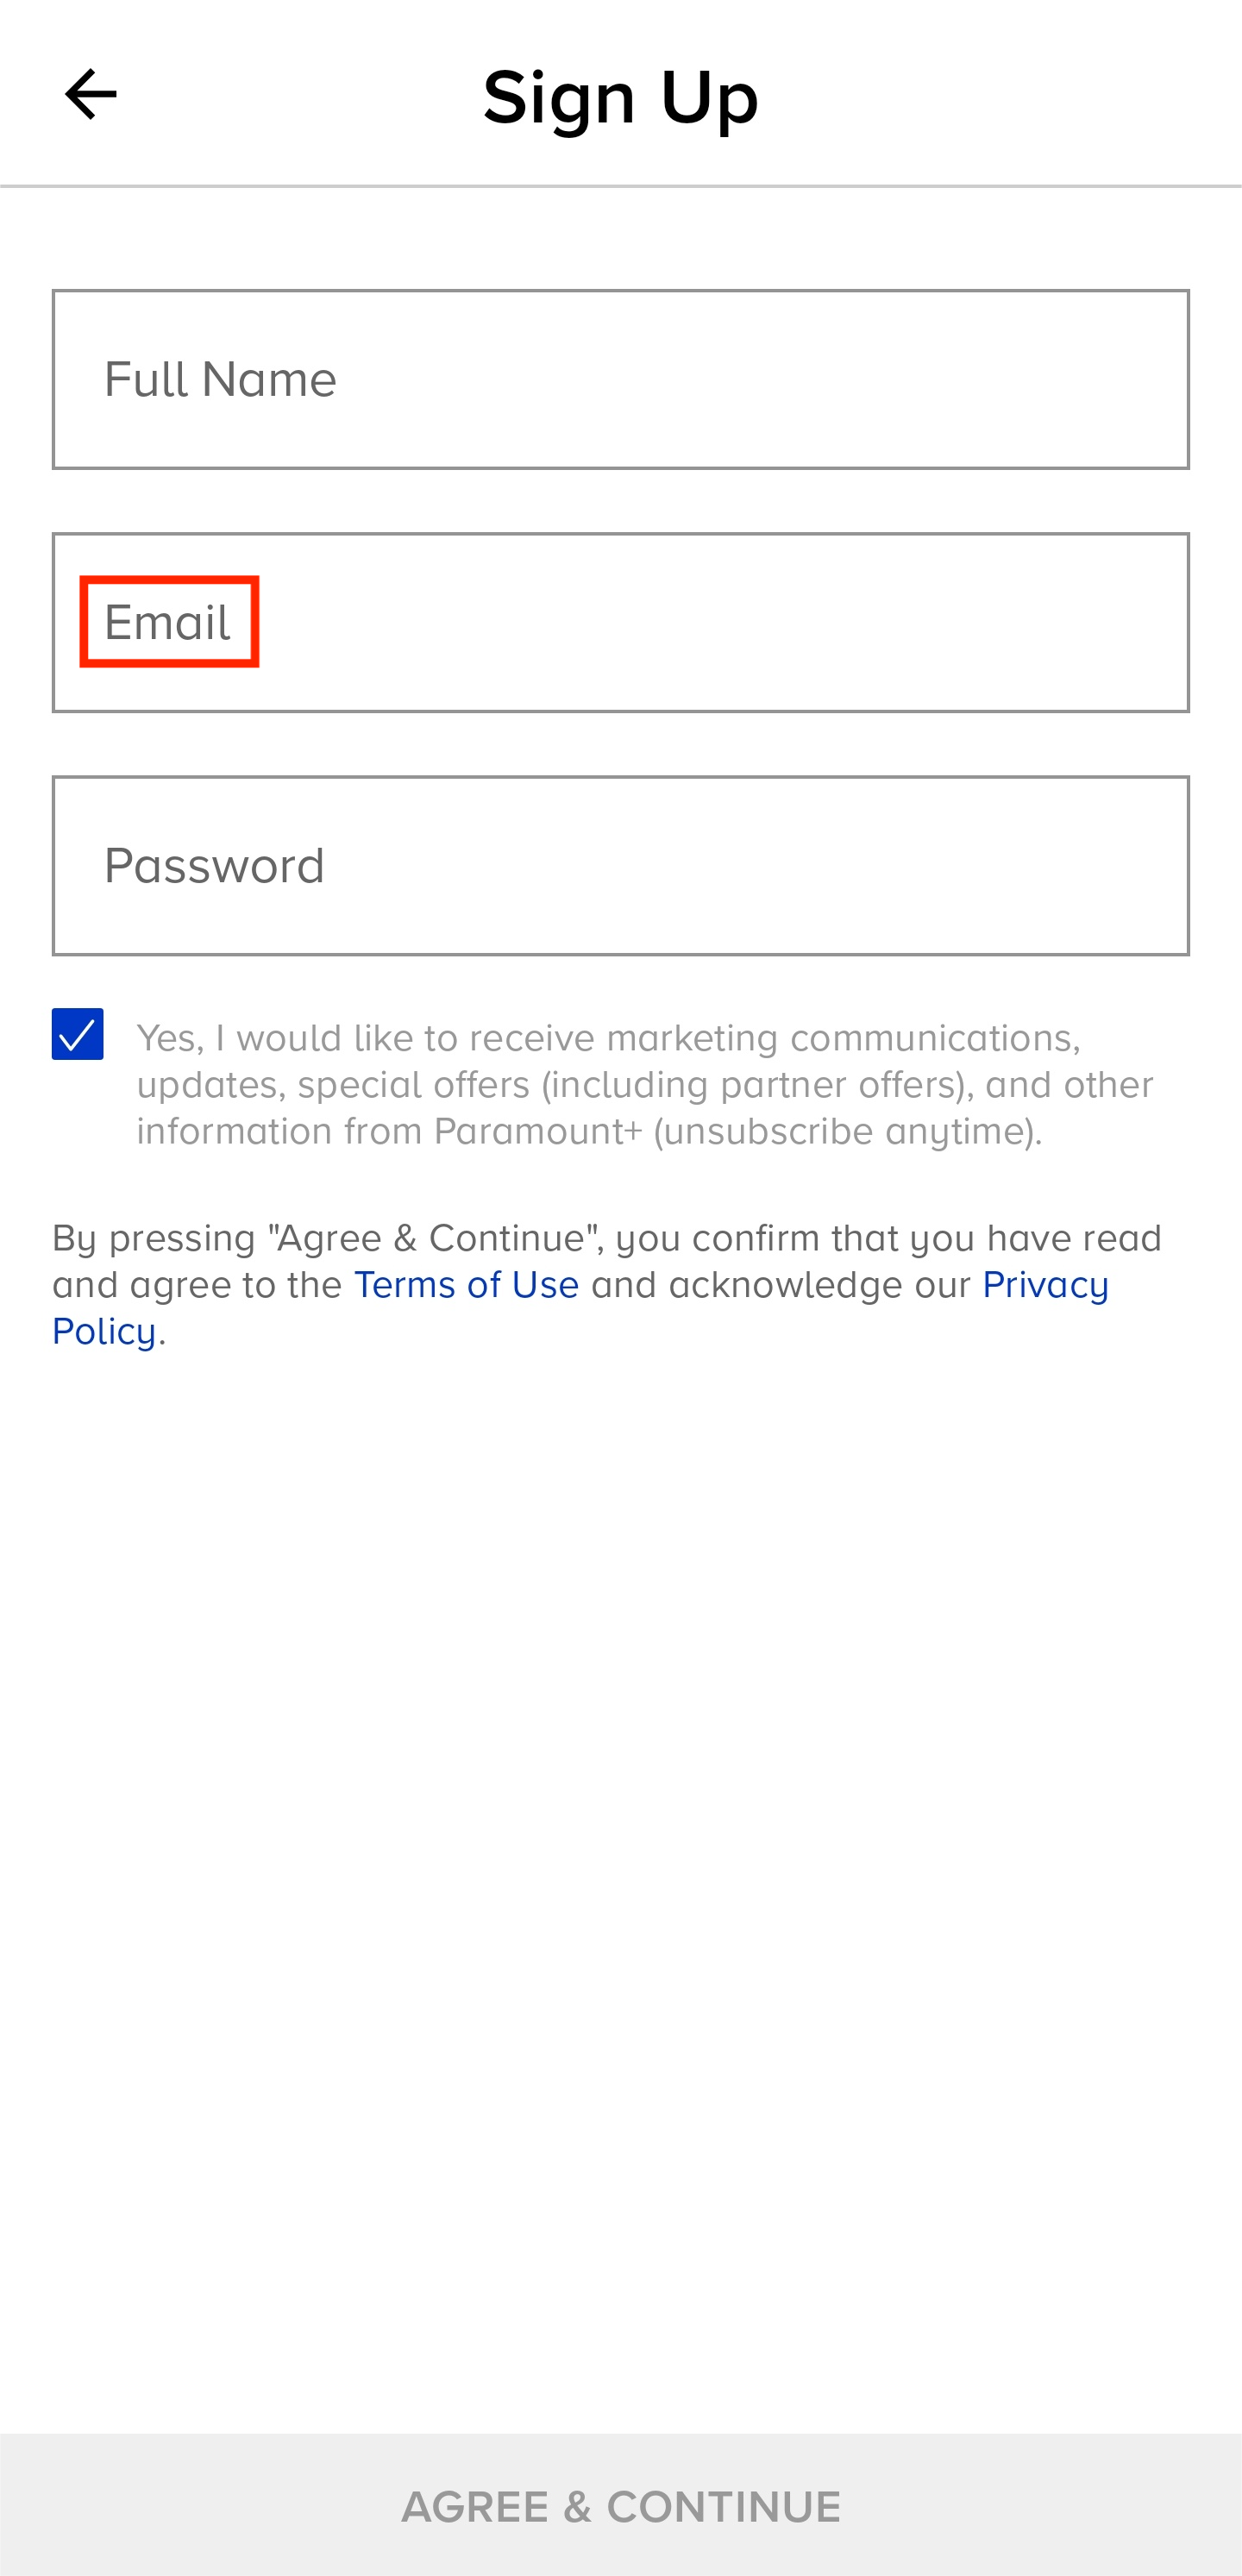 Sign Up
Full Name
Email
Password
Yes, I would like to receive marketing communications,
updates, special offers (including partner offers), and other
information from Paramount+ (unsubscribe anytime).
By pressing "Agree & Continue", you confirm that you have read
and agree to the Terms of Use and acknowledge our Privacy
Policy.
AGREE & CONTINUE